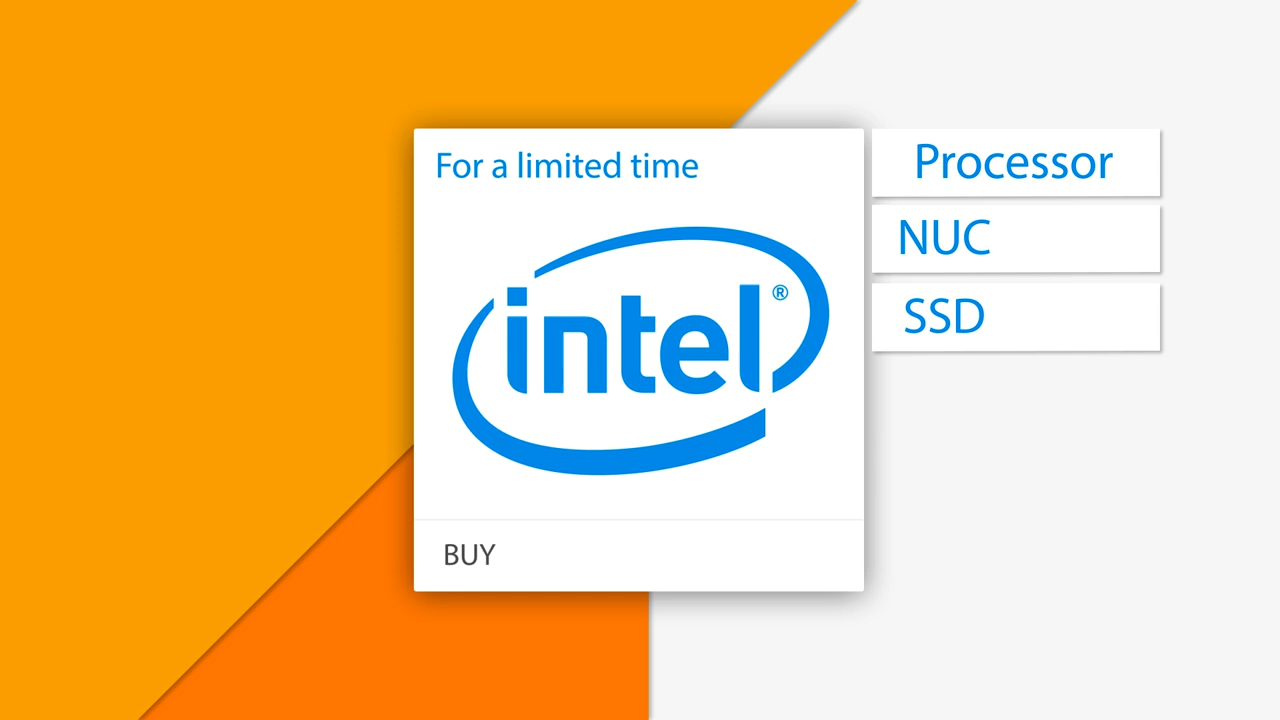 For a limited time
intel®
BUY
Processor
NUC
SSD